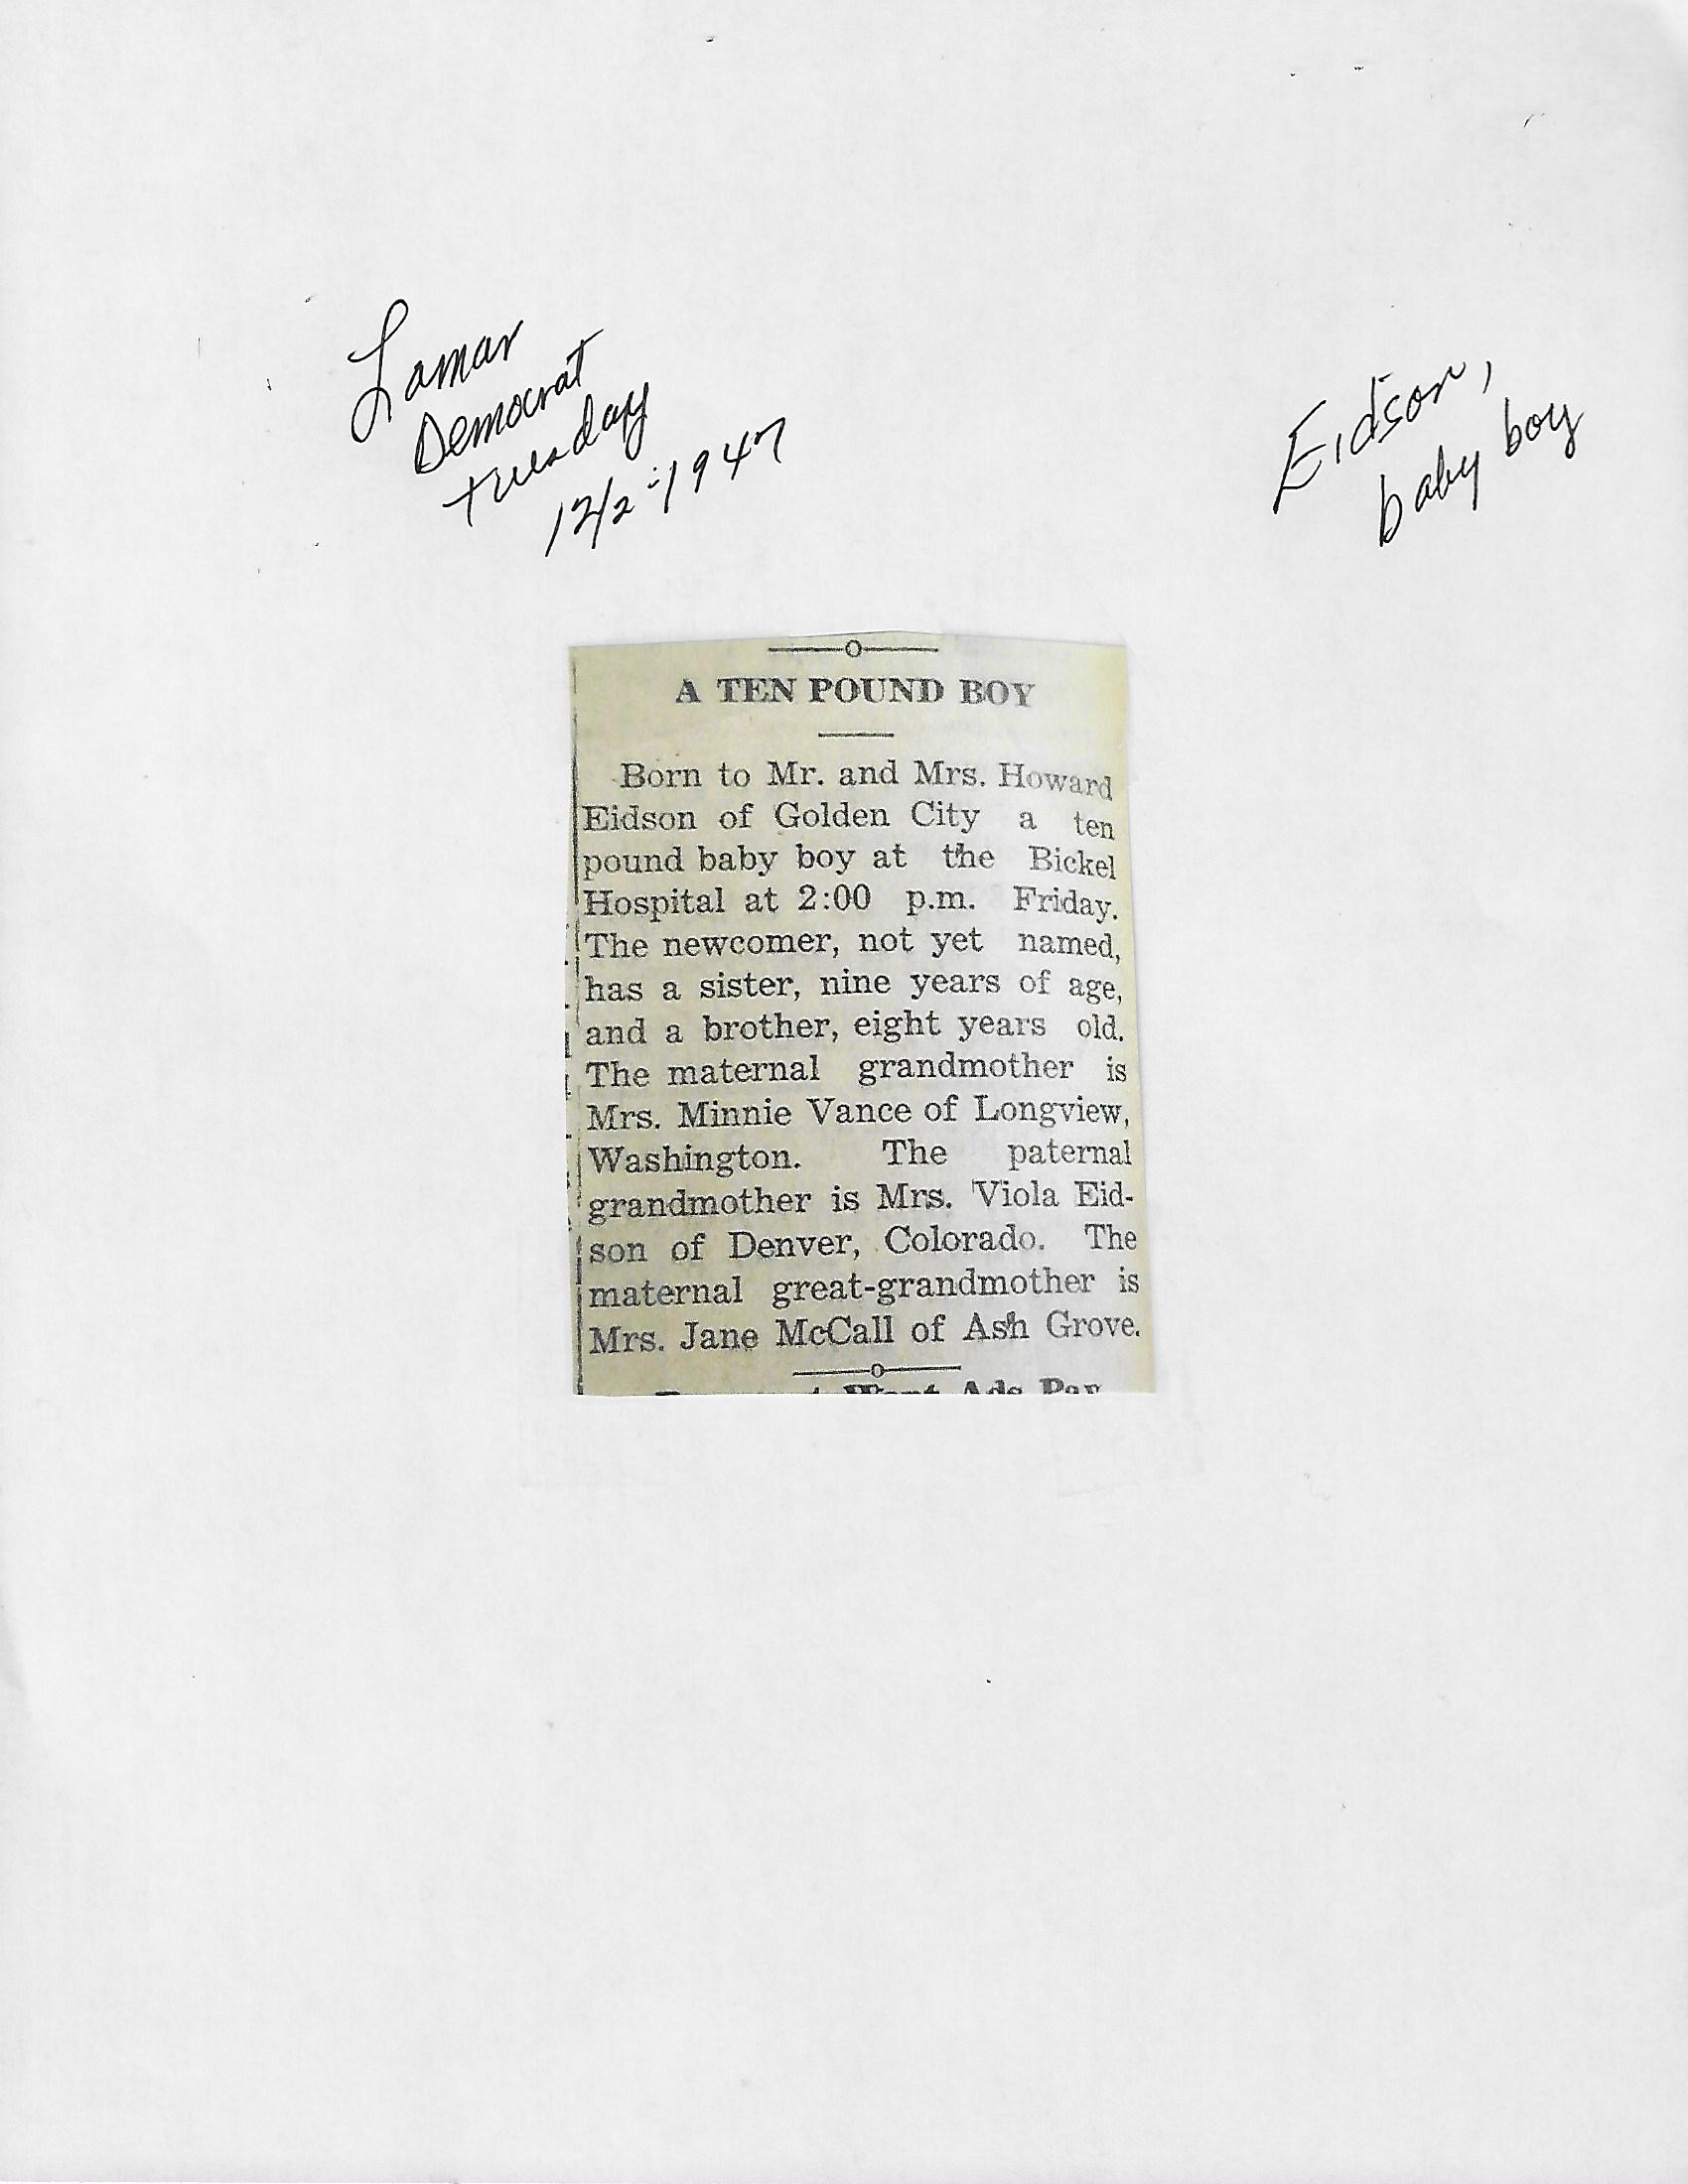 Lamar
Democrat
tuesday
12/2-1947
Eidson,
baby boy
A TEN POUND BOY
Born to Mr. and Mrs. Howard
Eidson of Golden City a ten
pound baby boy at the Bickel
Hospital at 2:00 p.m. Friday.
The newcomer, not yet named,
has a sister, nine years of age,
and a brother, eight years old.
The maternal grandmother is
Mrs. Minnie Vance of Longview,
Washington. The paternal
grandmother is Mrs. Viola Eid-
son of Denver, Colorado. The
maternal great-grandmother is
Mrs. Jane McCall of Ash Grove.
Want Ads Pay